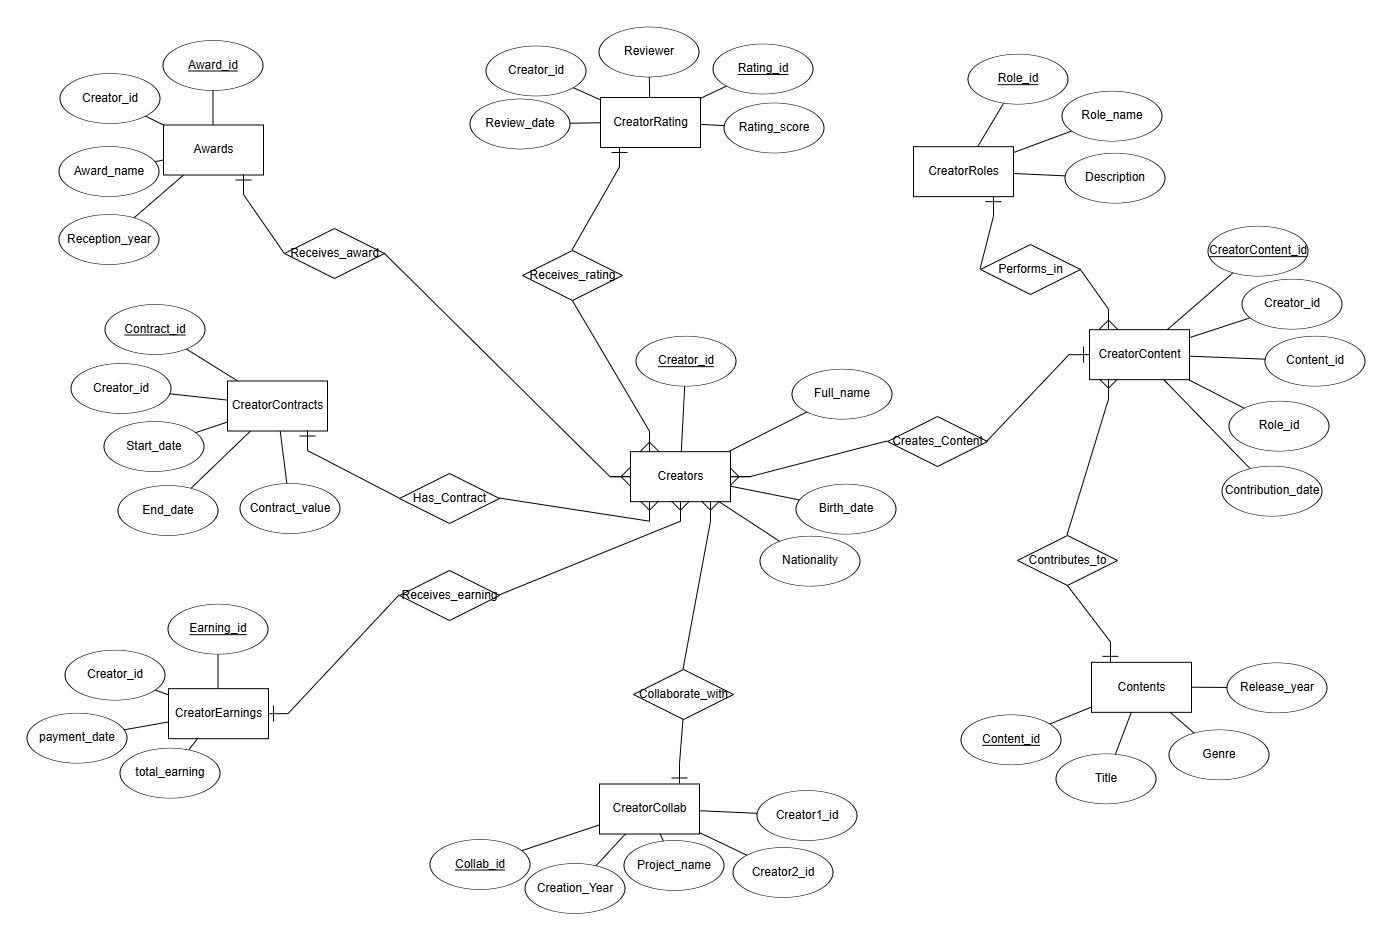 Award_id
Creator_id
Awards
Award_name
Reception_year
Receives_award
Reviewer
Creator_id
Rating_id
Review_date
CreatorRating
Rating_score
Receives_rating
Role_id
Role_name
CreatorRoles
Description
Performs_in
CreatorContent_id
Creator_id
CreatorContent
Content_id
Role_id
Contribution_date
Contract_id
Creator_id
CreatorContracts
Start_date
End_date
Contract_value
Has_Contract
Creator_id
Full_name
Creates_Content
Creators
Birth_date
Nationality
Contributes_to
Receives_earning
Earning_id
Creator_id
CreatorEarnings
payment_date
total_earning
Collaborate_with
Contents
Release_year
Content_id
Title
Genre
CreatorCollab
Creator1_id
Collab_id
Creation_Year
Project_name
Creator2_id